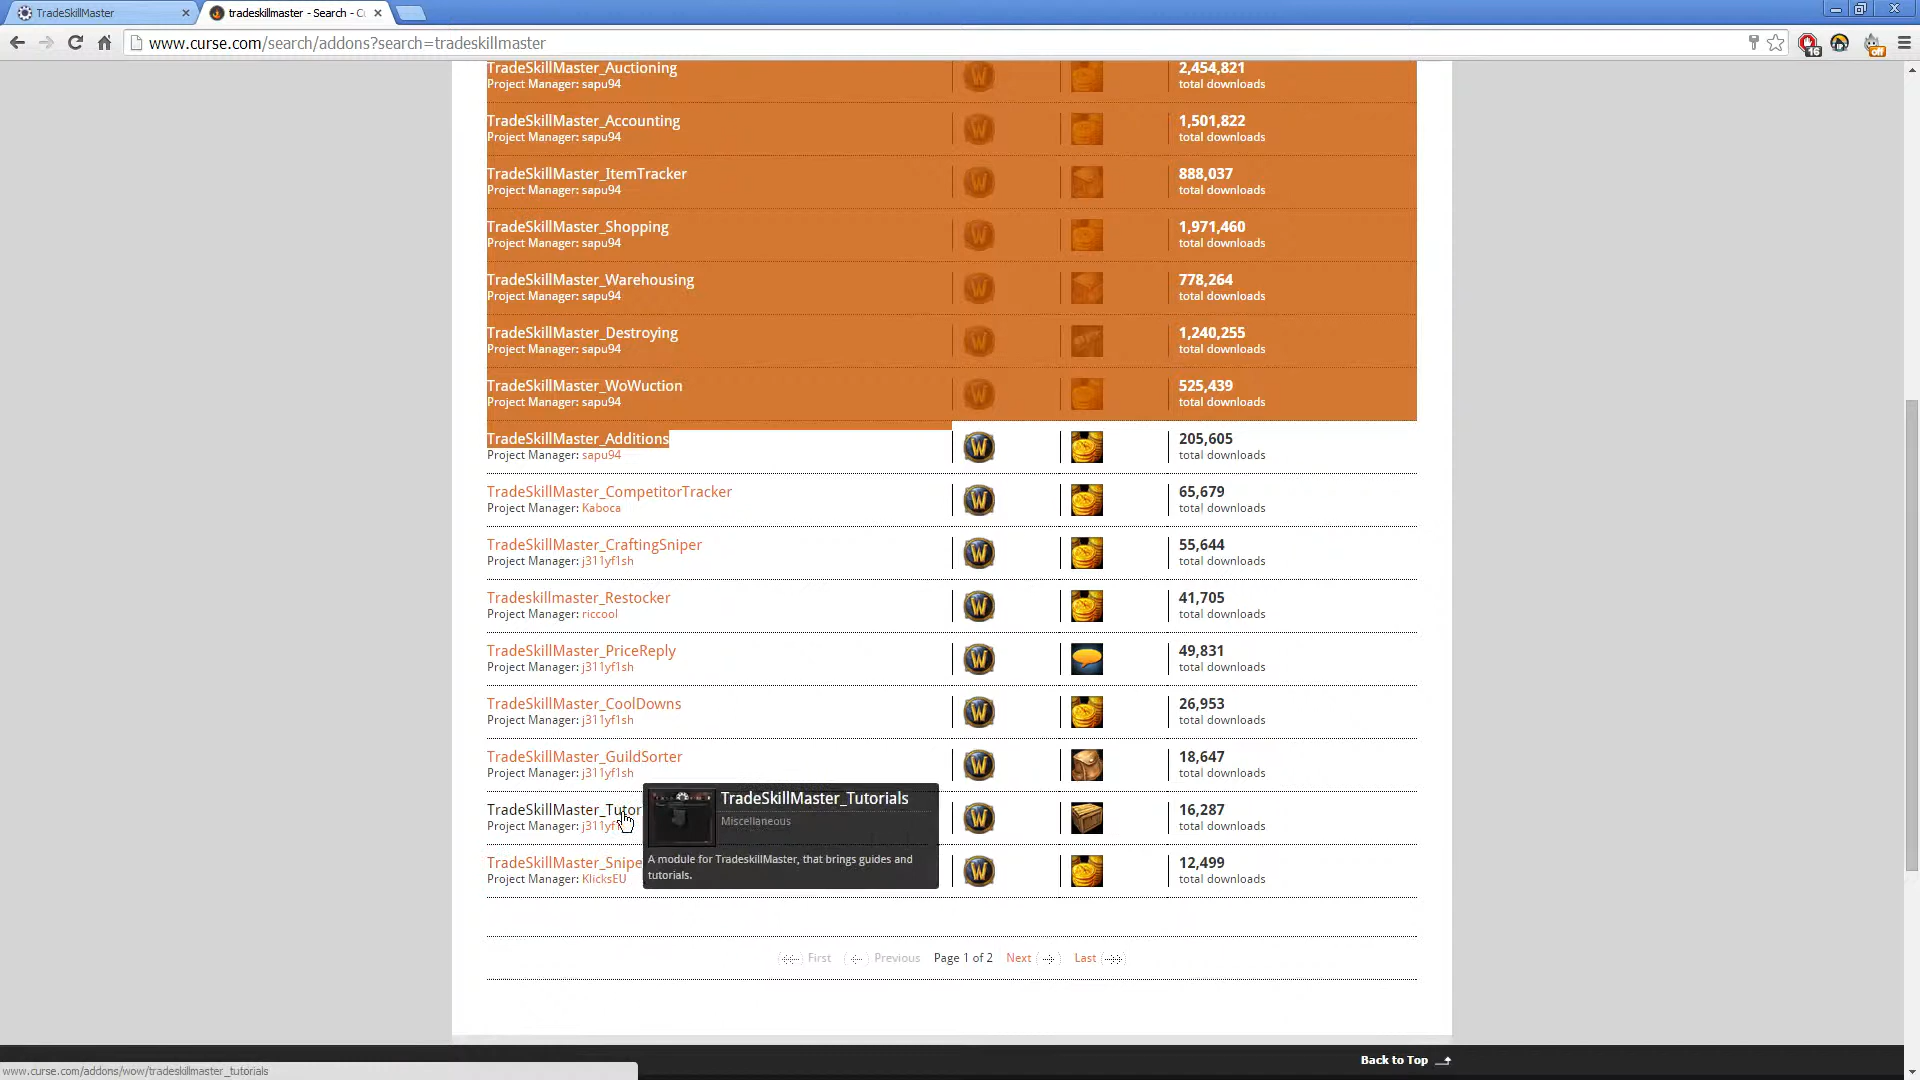 TradeSkillMaster
tradeskillmaster - Search - C
www.curse.com/search/addons?search=tradeskillmaster
16
off
TradeSkillMaster_Auctioning
Project Manager: sapu94
2,454,821
total downloads
TradeSkillMaster_Accounting
Project Manager: sapu94
1,501,822
total downloads
TradeSkillMaster_ItemTracker
Project Manager: sapu94
888,037
total downloads
TradeSkillMaster_Shopping
Project Manager: sapu94
1,971,460
total downloads
TradeSkillMaster_Warehousing
Project Manager: sapu94
778,264
total downloads
TradeSkillMaster_Destroying
Project Manager: sapu94
1,240,255
total downloads
TradeSkillMaster_WoWuction
Project Manager: sapu94
525,439
total downloads
TradeSkillMaster_Additions
Project Manager: sapu94
205,605
total downloads
TradeSkillMaster_CompetitorTracker
Project Manager: Kaboca
65,679
total downloads
TradeSkillMaster_CraftingSniper
Project Manager: j311yf1sh
55,644
total downloads
Tradeskillmaster_Restocker
Project Manager: riccool
41,705
total downloads
TradeSkillMaster_PriceReply
Project Manager: j311yf1sh
49,831
total downloads
TradeSkillMaster_CoolDowns
Project Manager: j311yf1sh
26,953
total downloads
TradeSkillMaster_GuildSorter
Project Manager: j311yf1sh
18,647
total downloads
TradeSkillMaster_Tutor
Project Manager: j311yf
16,287
total downloads
TradeSkillMaster_Tutorials
Miscellaneous
A module for TradeskillMaster, that brings guides and
tutorials.
TradeSkillMaster_Snipe
Project Manager: KlicksEU
12,499
total downloads
First Previous Page 1 of 2 Next Last
Back to Top
www.curse.com/addons/wow/tradeskillmaster_tutorials